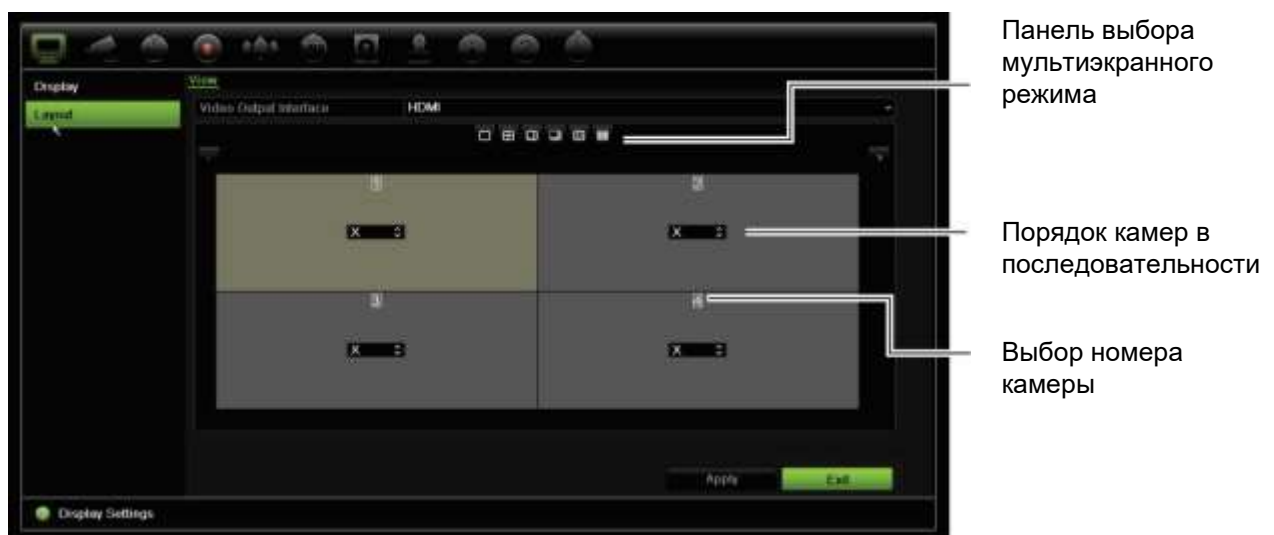 Display
Layout
View
Video Output Interface HDMI
1
2
X
X
3
4
X
X
Apply
Exit
Display Settings
Панель выбора
мультиэкранного
режима
Порядок камер в
последовательности
Выбор номера
камеры